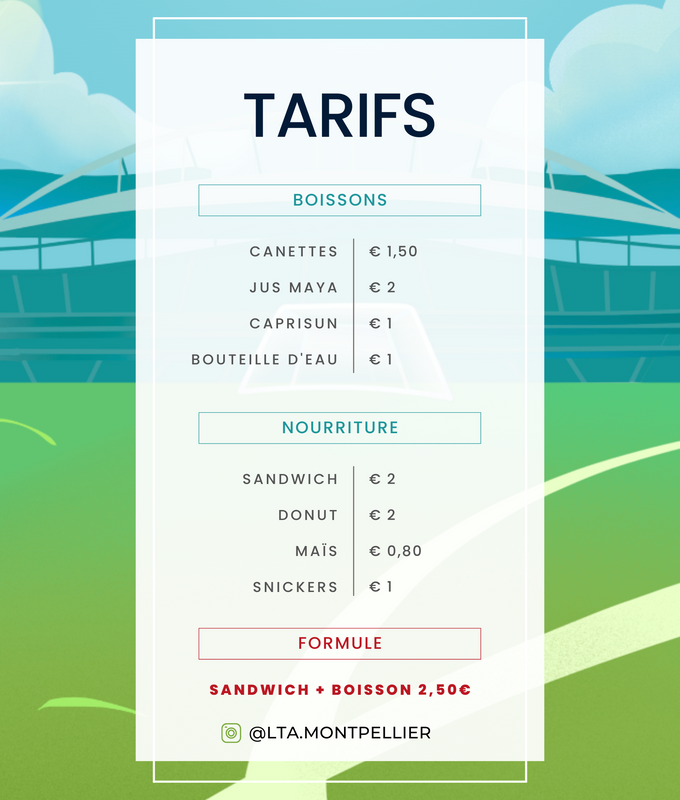 TARIFS
BOISSONS
CANETTES € 1,50
JUS MAYA € 2
CAPRISUN € 1
BOUTEILLE D'EAU € 1
NOURRITURE
SANDWICH € 2
DONUT € 2
MAÏS € 0,80
SNICKERS € 1
FORMULE
SANDWICH + BOISSON 2,50€
@LTA.MONTPELLIER